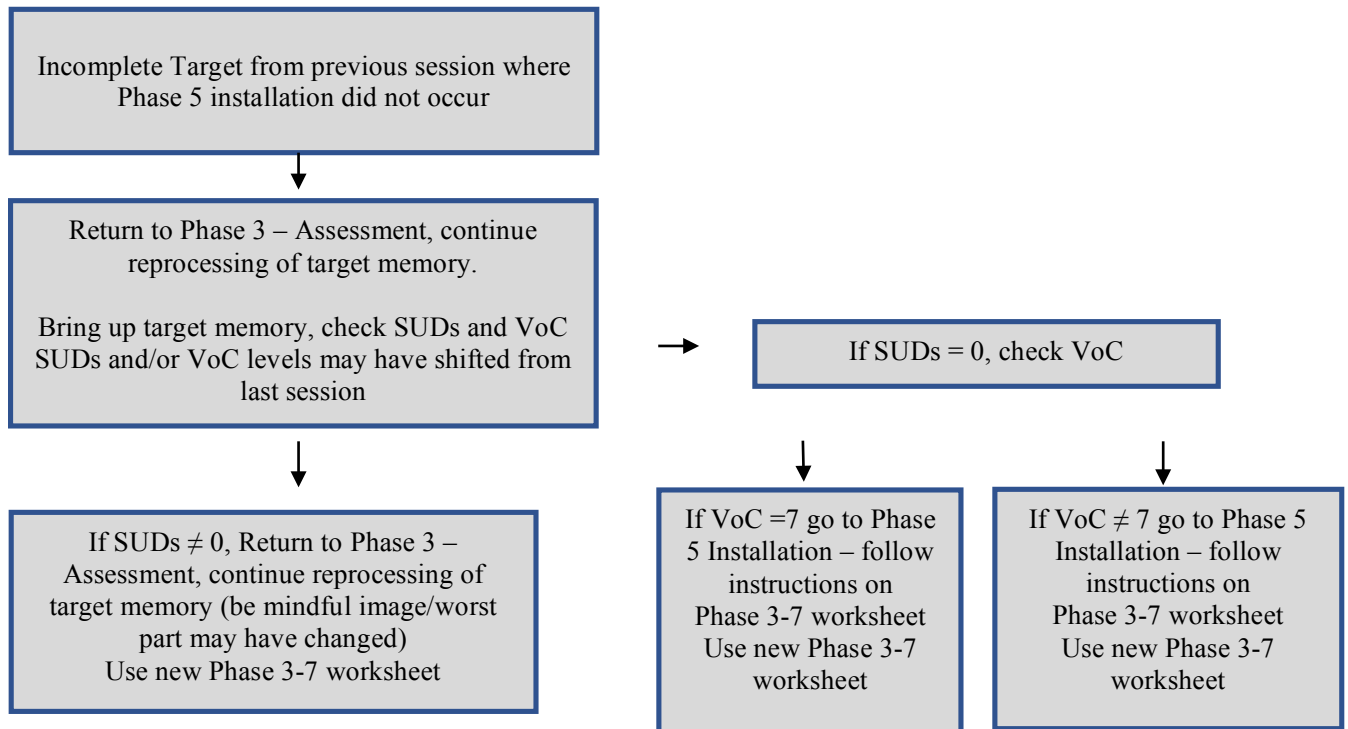 Incomplete Target from previous session where
Phase 5 installation did not occur
Return to Phase 3 – Assessment, continue
reprocessing of target memory.
Bring up target memory, check SUDs and VoC
SUDs and/or VoC levels may have shifted from
last session
If SUDs = 0, check VoC
If SUDs ≠ 0, Return to Phase 3 –
Assessment, continue reprocessing of
target memory (be mindful image/worst
part may have changed)
Use new Phase 3-7 worksheet
If VoC =7 go to Phase
5 Installation – follow
instructions on
Phase 3-7 worksheet
Use new Phase 3-7
worksheet
If VoC ≠ 7 go to Phase 5
Installation – follow
instructions on
Phase 3-7 worksheet
Use new Phase 3-7
worksheet